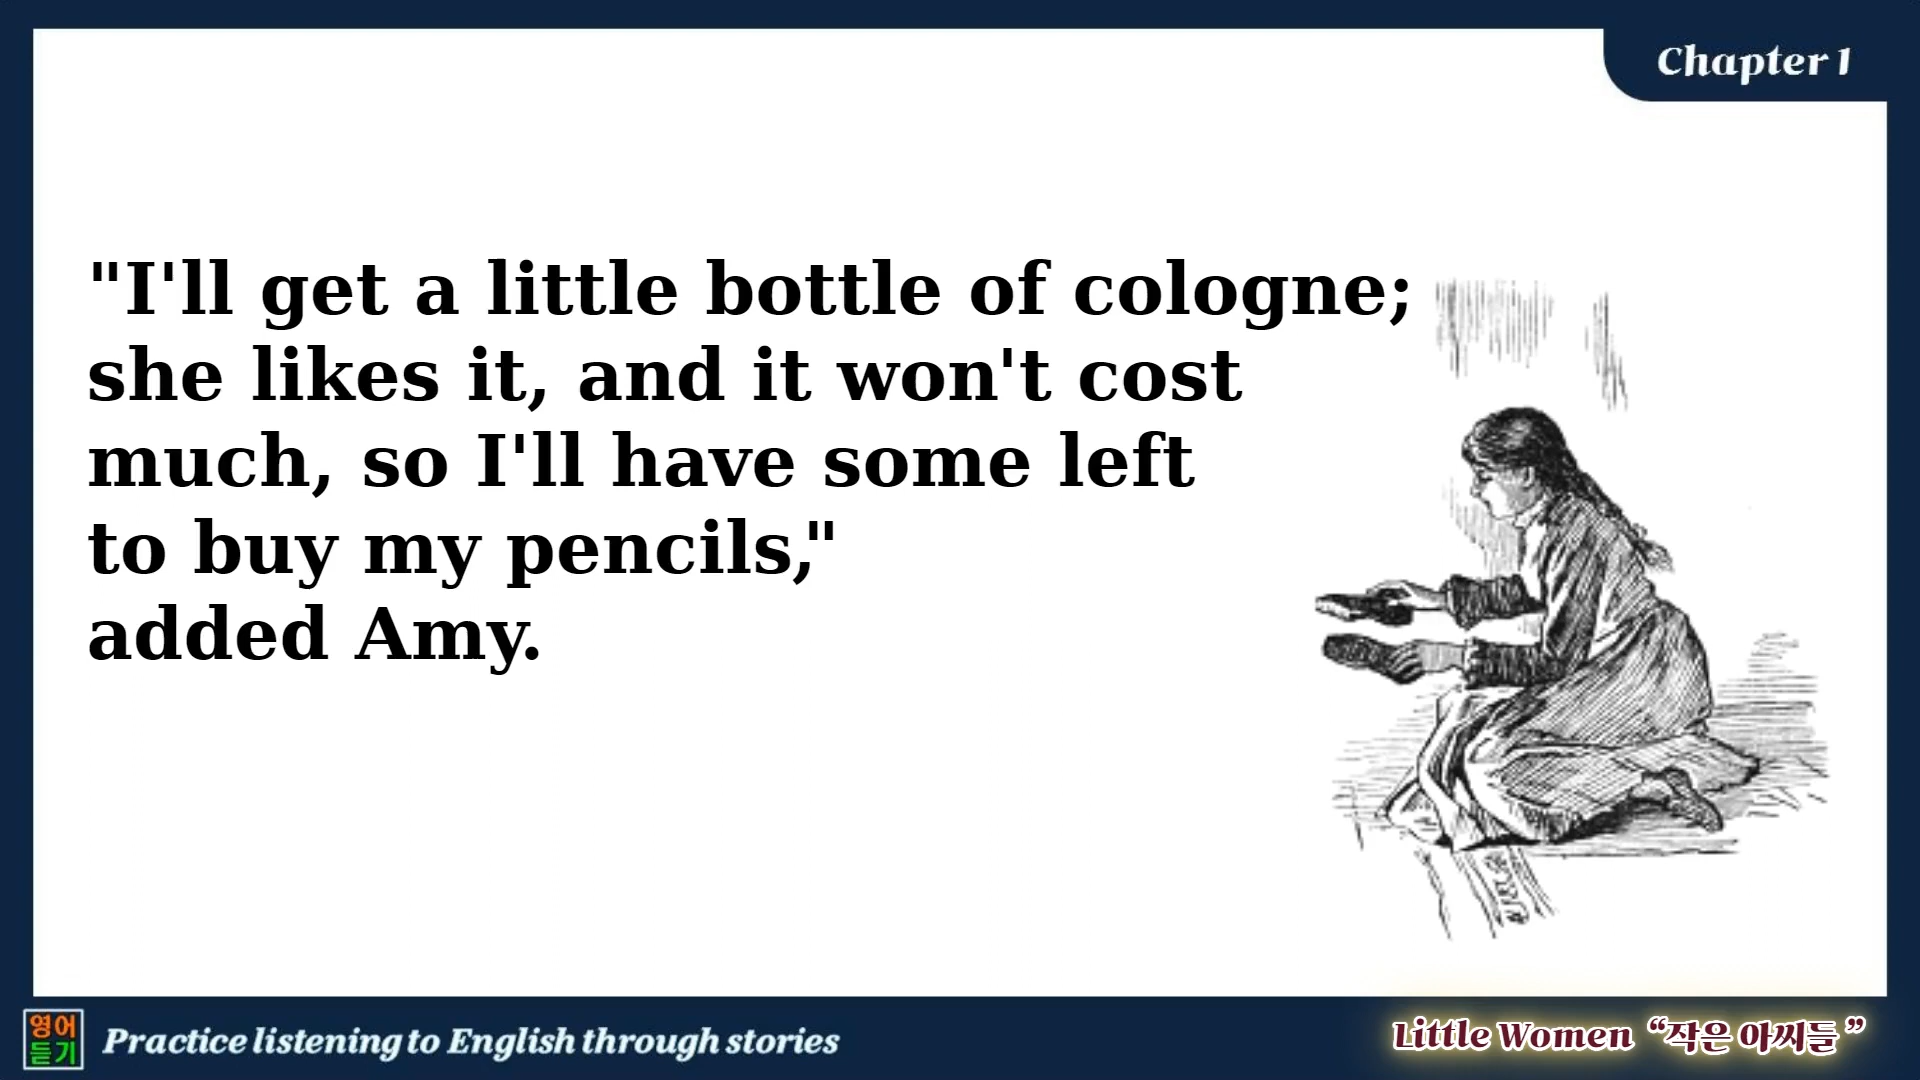 Chapter 1
"I'll get a little bottle of cologne;
she likes it, and it won't cost
much, so I'll have some left
to buy my pencils,"
added Amy.
영어
듣기
Practice listening to English through stories
Little Women “작은 아씨들”